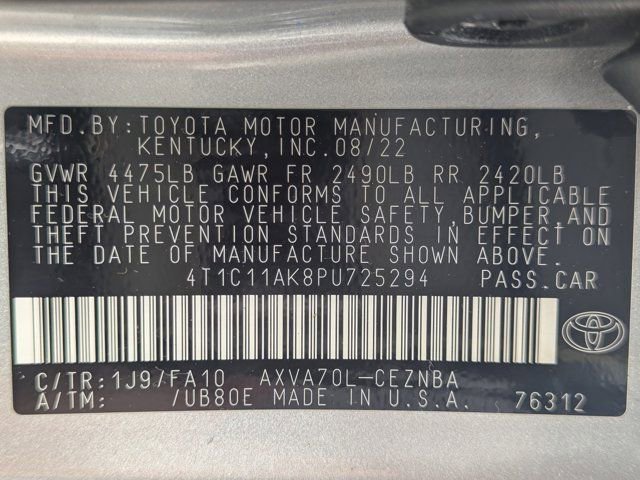 MFD. BY: TOYOTA MOTOR MANUFACTURING,
KENTUCKY, INC. 08/22
GVWR 4475LB GAWR FR 2490LB RR 2420LB
THIS VEHICLE CONFORMS TO ALL APPLICABLE
FEDERAL MOTOR VEHICLE SAFETY, BUMPER, AND
THEFT PREVENTION STANDARDS IN EFFECT ON
THE DATE OF MANUFACTURE SHOWN ABOVE.
4T1C11AK8PU725294 PASS.CAR
C/TR: 1J9/FA10 AXVA70L-CEZNBA
A/TM: /UB80E MADE IN U.S.A. 76312